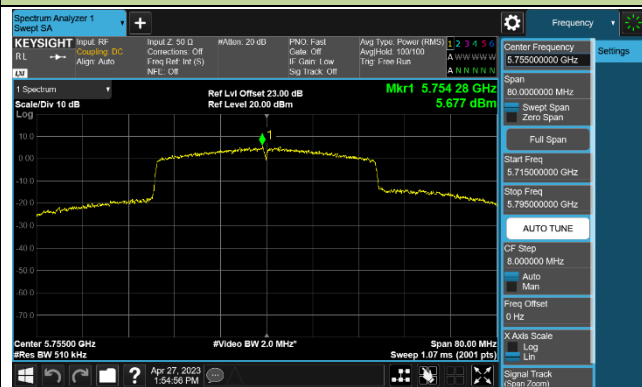 Spectrum Analyzer 1
Swept SA
Frequency
KEYSIGHT
Input: RF
Coupling: DC
Align: Auto
Input Z: 50 Ω
Corrections: Off
Freq Ref: Int (S)
NFE: Off
#Atten: 20 dB
PNO: Fast
Gate: Off
IF Gain: Low
Sig Track: Off
Avg Type: Power (RMS)
Avg|Hold: 100/100
Trig: Free Run
1 2 3 4 5 6
A W W W W W
A N N N N N
RL
LXI
1 Spectrum
Scale/Div 10 dB
Log
Ref Lvl Offset 23.00 dB
Ref Level 20.00 dBm
Mkr1 5.754 28 GHz
5.677 dBm
1
10.0
0.00
-10.0
-20.0
-30.0
-40.0
-50.0
-60.0
-70.0
Center 5.75500 GHz
#Res BW 510 kHz
#Video BW 2.0 MHz*
Span 80.00 MHz
Sweep 1.07 ms (2001 pts)
Apr 27, 2023
1:54:56 PM
Center Frequency
5.755000000 GHz
Settings
Span
80.0000000 MHz
Swept Span
Zero Span
Full Span
Start Freq
5.715000000 GHz
Stop Freq
5.795000000 GHz
AUTO TUNE
CF Step
8.000000 MHz
Auto
Man
Freq Offset
0 Hz
X Axis Scale
Log
Lin
Signal Track
(Span Zoom)